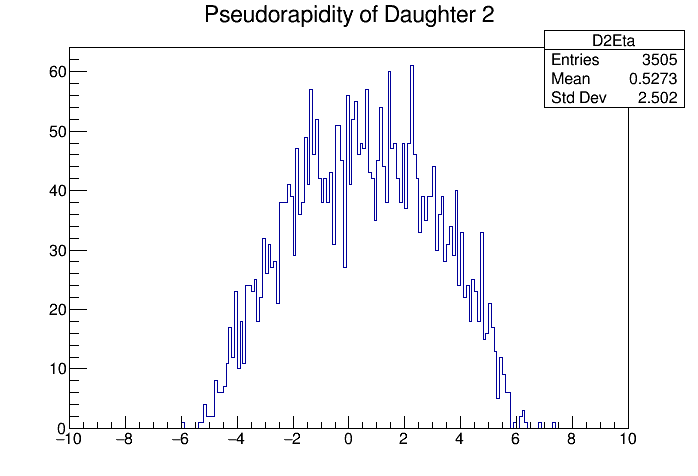 Pseudorapidity of Daughter 2
D2Eta
Entries 3505
Mean 0.5273
Std Dev 2.502
60
50
40
30
20
10
0
−10 −8 −6 −4 −2 0 2 4 6 8 10